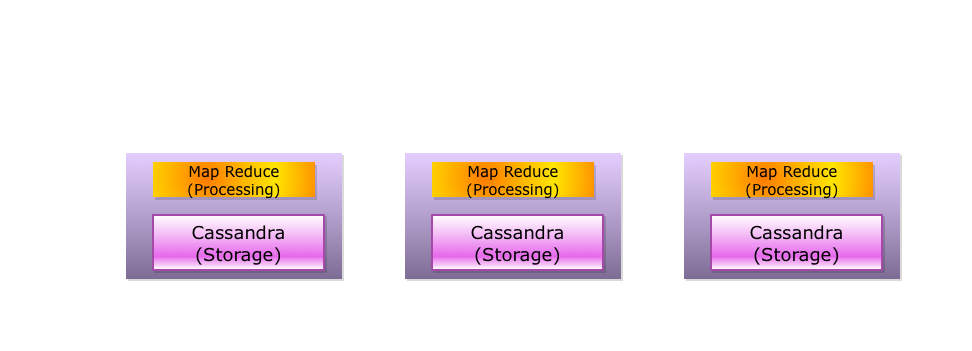 Map Reduce
(Processing)
Cassandra
(Storage)
Map Reduce
(Processing)
Cassandra
(Storage)
Map Reduce
(Processing)
Cassandra
(Storage)